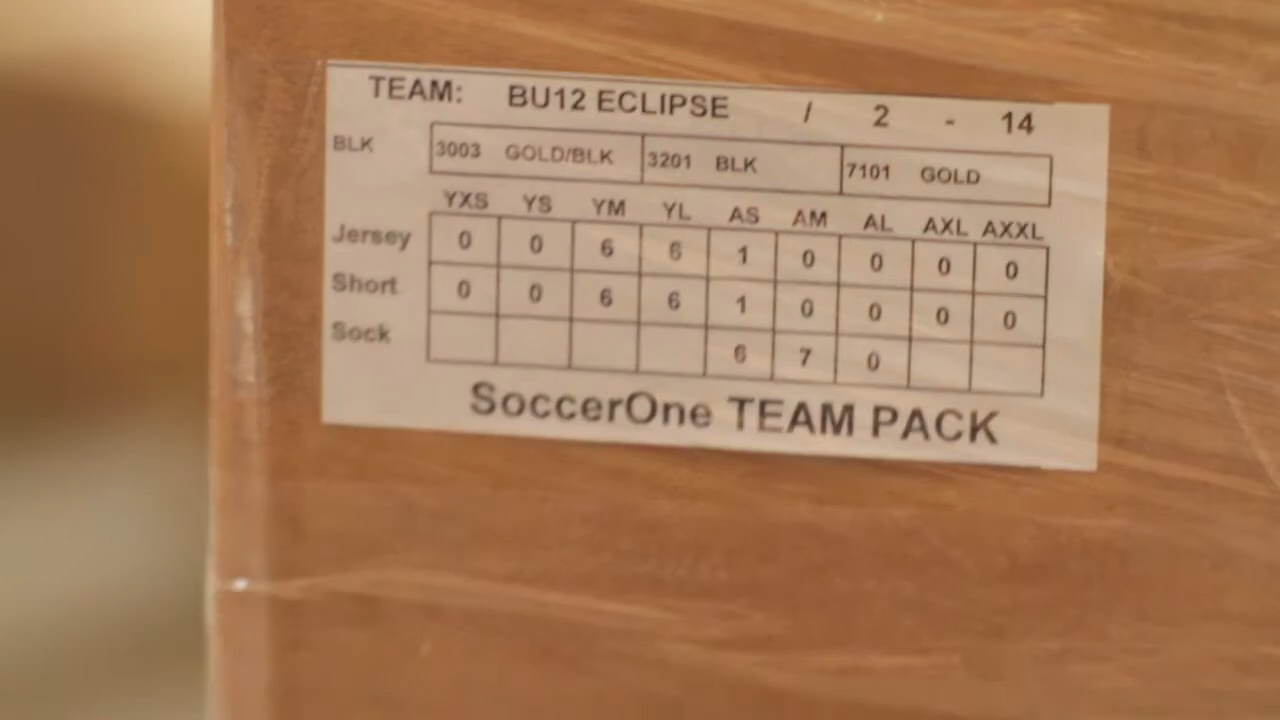 TEAM: BU12 ECLIPSE / 2 - 14
BLK 3003 GOLD/BLK 3201 BLK 7101 GOLD
YXS YS YM YL AS AM AL AXL AXXL
Jersey 0 0 6 6 1 0 0 0 0
Short 0 0 6 6 1 0 0 0 0
Sock 6 7 0
SoccerOne TEAM PACK